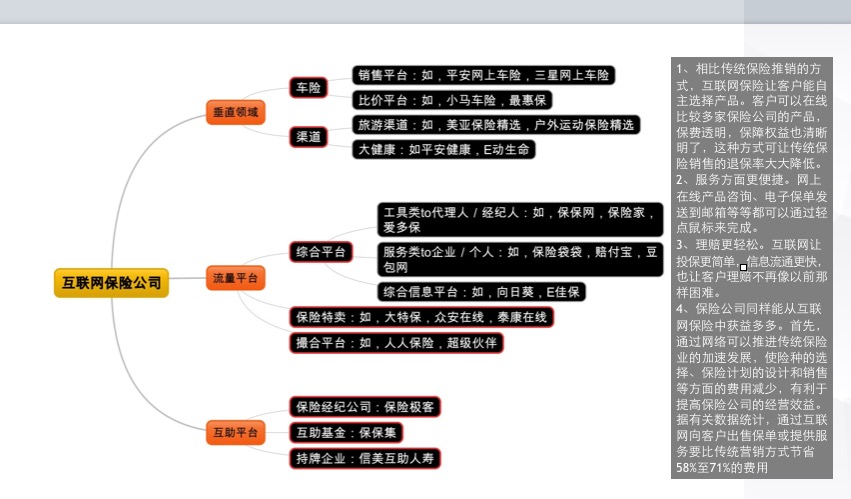 互联网保险公司
垂直领域
车险
销售平台：如，平安网上车险，三星网上车险
比价平台：如，小马车险，最惠保
渠道
旅游渠道：如，美亚保险精选，户外运动保险精选
大健康：如平安健康，E动生命
流量平台
综合平台
工具类to代理人 / 经纪人：如，保保网，保险家，
爱多保
服务类to企业 / 个人：如，保险袋袋，赔付宝，豆
包网
综合信息平台：如，向日葵，E佳保
保险特卖：如，大特保，众安在线，泰康在线
撮合平台：如，人人保险，超级伙伴
互助平台
保险经纪公司：保险极客
互助基金：保保集
持牌企业：信美互助人寿
1、相比传统保险推销的方
式，互联网保险让客户能自
主选择产品。客户可以在线
比较多家保险公司的产品，
保费透明，保障权益也清晰
明了，这种方式可让传统保
险销售的退保率大大降低。
2、服务方面更便捷。网上
在线产品咨询、电子保单发
送到邮箱等等都可以通过轻
点鼠标来完成。
3、理赔更轻松。互联网让
投保更简单，信息流通更快，
也让客户理赔不再像以前那
样困难。
4、保险公司同样能从互联
网保险中获益多多。首先，
通过网络可以推进传统保险
业的加速发展，使险种的选
择、保险计划的设计和销售
等方面的费用减少，有利于
提高保险公司的经营效益。
据有关数据统计，通过互联
网向客户出售保单或提供服
务要比传统营销方式节省
58%至71%的费用